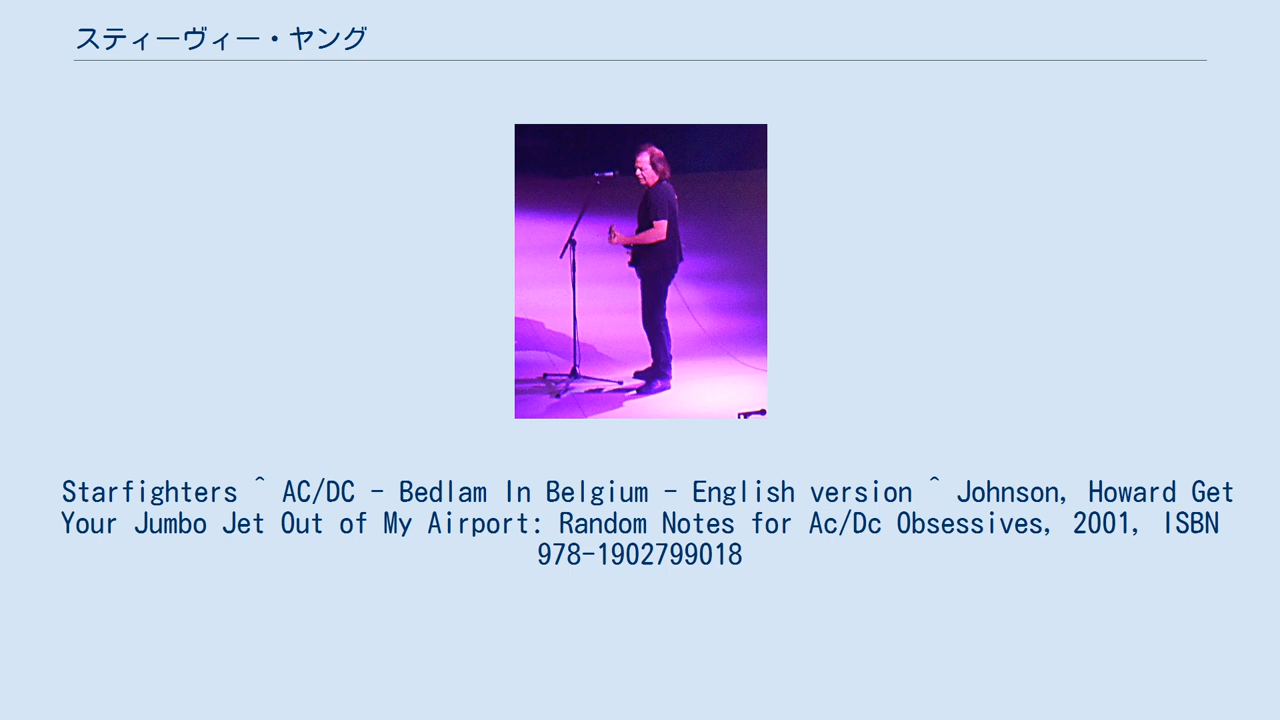 スティーヴィー・ヤング
Starfighters ^ AC/DC - Bedlam In Belgium - English version ^ Johnson, Howard Get
Your Jumbo Jet Out of My Airport: Random Notes for Ac/Dc Obsessives, 2001, ISBN
978-1902799018